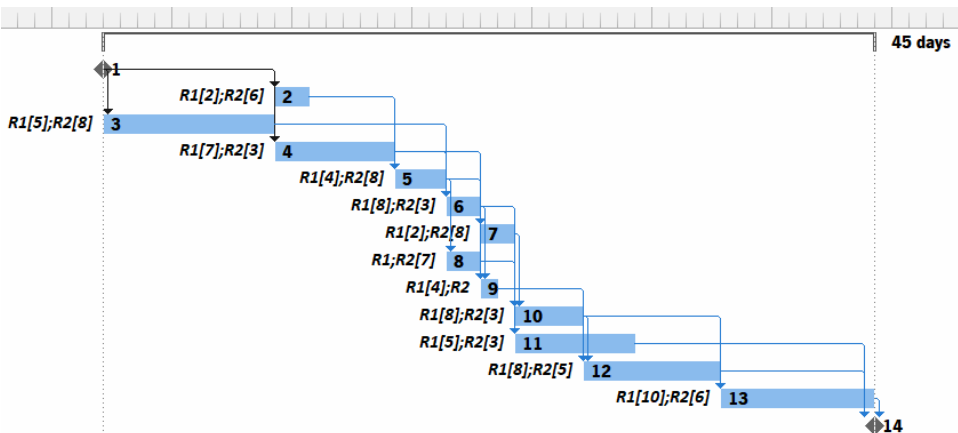 45 days
1
R1[2];R2[6] 2
R1[5];R2[8] 3
R1[7];R2[3] 4
R1[4];R2[8] 5
R1[8];R2[3] 6
R1[2];R2[8] 7
R1;R2[7] 8
R1[4];R2 9
R1[8];R2[3] 10
R1[5];R2[3] 11
R1[8];R2[5] 12
R1[10];R2[6] 13
14